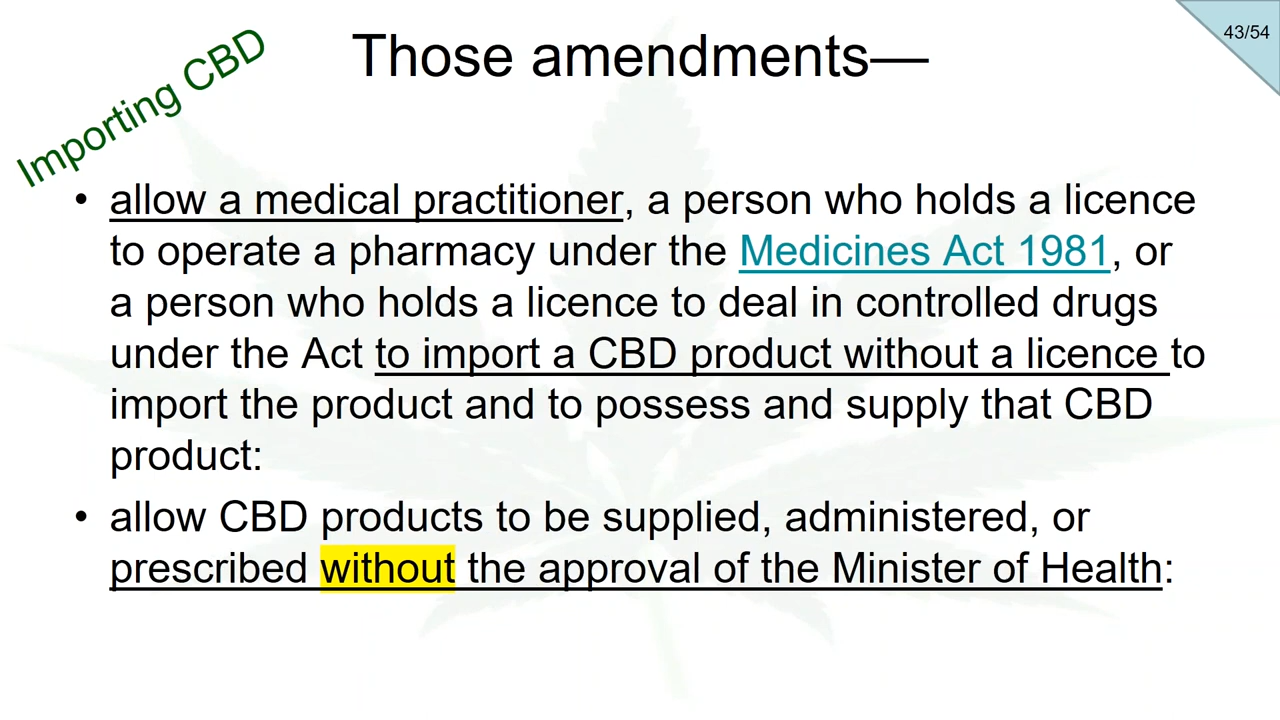 43/54
Importing CBD
Those amendments—
• allow a medical practitioner, a person who holds a licence
to operate a pharmacy under the Medicines Act 1981, or
a person who holds a licence to deal in controlled drugs
under the Act to import a CBD product without a licence to
import the product and to possess and supply that CBD
product:
• allow CBD products to be supplied, administered, or
prescribed without the approval of the Minister of Health: